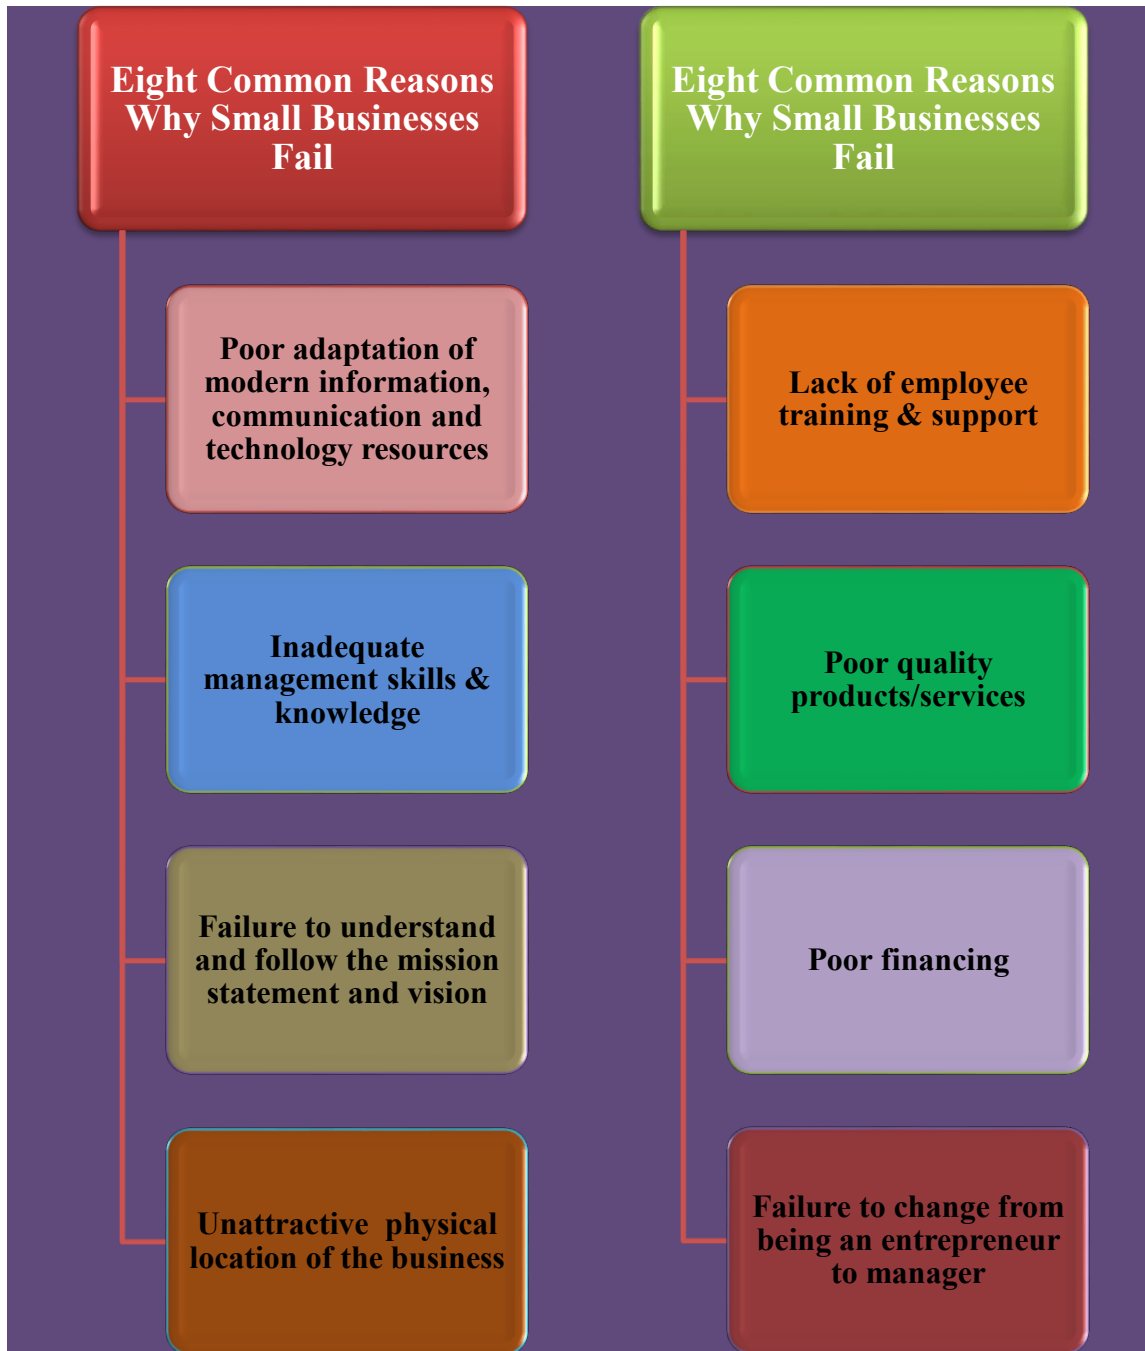 Eight Common Reasons
Why Small Businesses
Fail
Poor adaptation of
modern information,
communication and
technology resources
Inadequate
management skills &
knowledge
Failure to understand
and follow the mission
statement and vision
Unattractive  physical
location of the business
Eight Common Reasons
Why Small Businesses
Fail
Lack of employee
training & support
Poor quality
products/services
Poor financing
Failure to change from
being an entrepreneur
to manager